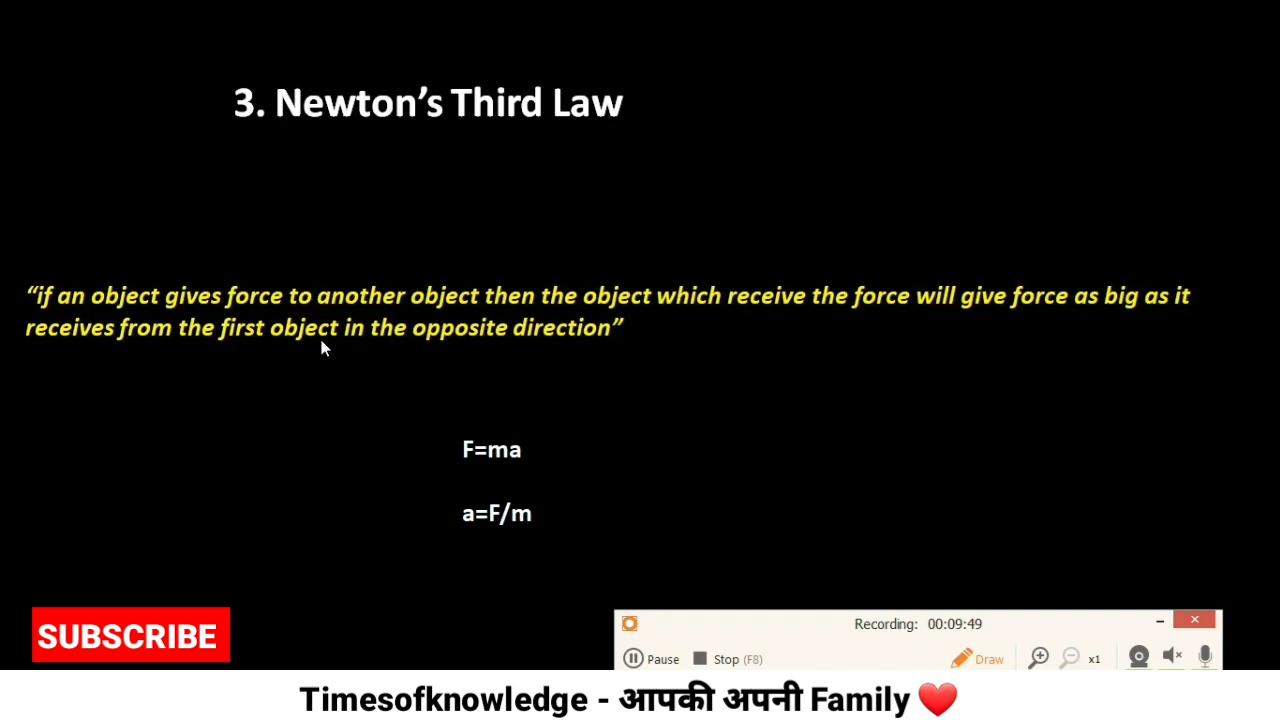 3. Newton’s Third Law
“if an object gives force to another object then the object which receive the force will give force as big as it
receives from the first object in the opposite direction”
F=ma
a=F/m
SUBSCRIBE
Recording: 00:09:49
Pause Stop (F8) Draw x1
Timesofknowledge - आपकी अपनी Family ❤️